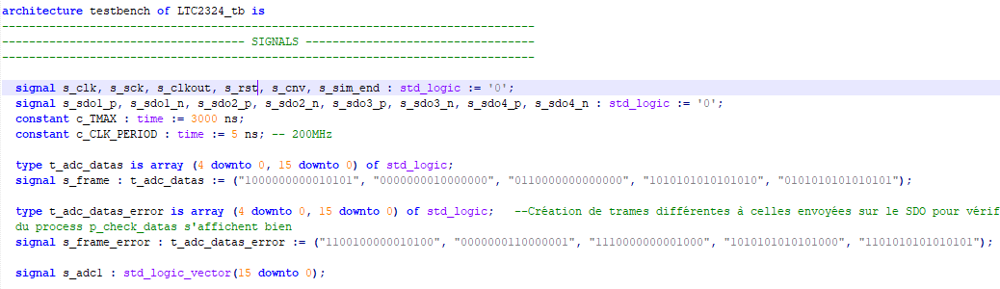 architecture testbench of LTC2324_tb is
-------------------------------------------------------------------------------
------------------------------------ SIGNALS ----------------------------------
-------------------------------------------------------------------------------
signal s_clk, s_sck, s_clkout, s_rst, s_cnv, s_sim_end : std_logic := '0';
signal s_sdo1_p, s_sdo1_n, s_sdo2_p, s_sdo2_n, s_sdo3_p, s_sdo3_n, s_sdo4_p, s_sdo4_n : std_logic := '0';
constant c_TMAX : time := 3000 ns;
constant c_CLK_PERIOD : time := 5 ns; -- 200MHz
type t_adc_datas is array (4 downto 0, 15 downto 0) of std_logic;
signal s_frame : t_adc_datas := ("1000000000010101", "0000000010000000", "0110000000000000", "1010101010101010", "0101010101010101");
type t_adc_datas_error is array (4 downto 0, 15 downto 0) of std_logic;   --Création de trames différentes à celles envoyées sur le SDO pour vérif
du process p_check_datas s'affichent bien
signal s_frame_error : t_adc_datas_error := ("1100100000010100", "0000000110000001", "1110000000001000", "1010101010101000", "1101010101010101");
signal s_adc1 : std_logic_vector(15 downto 0);